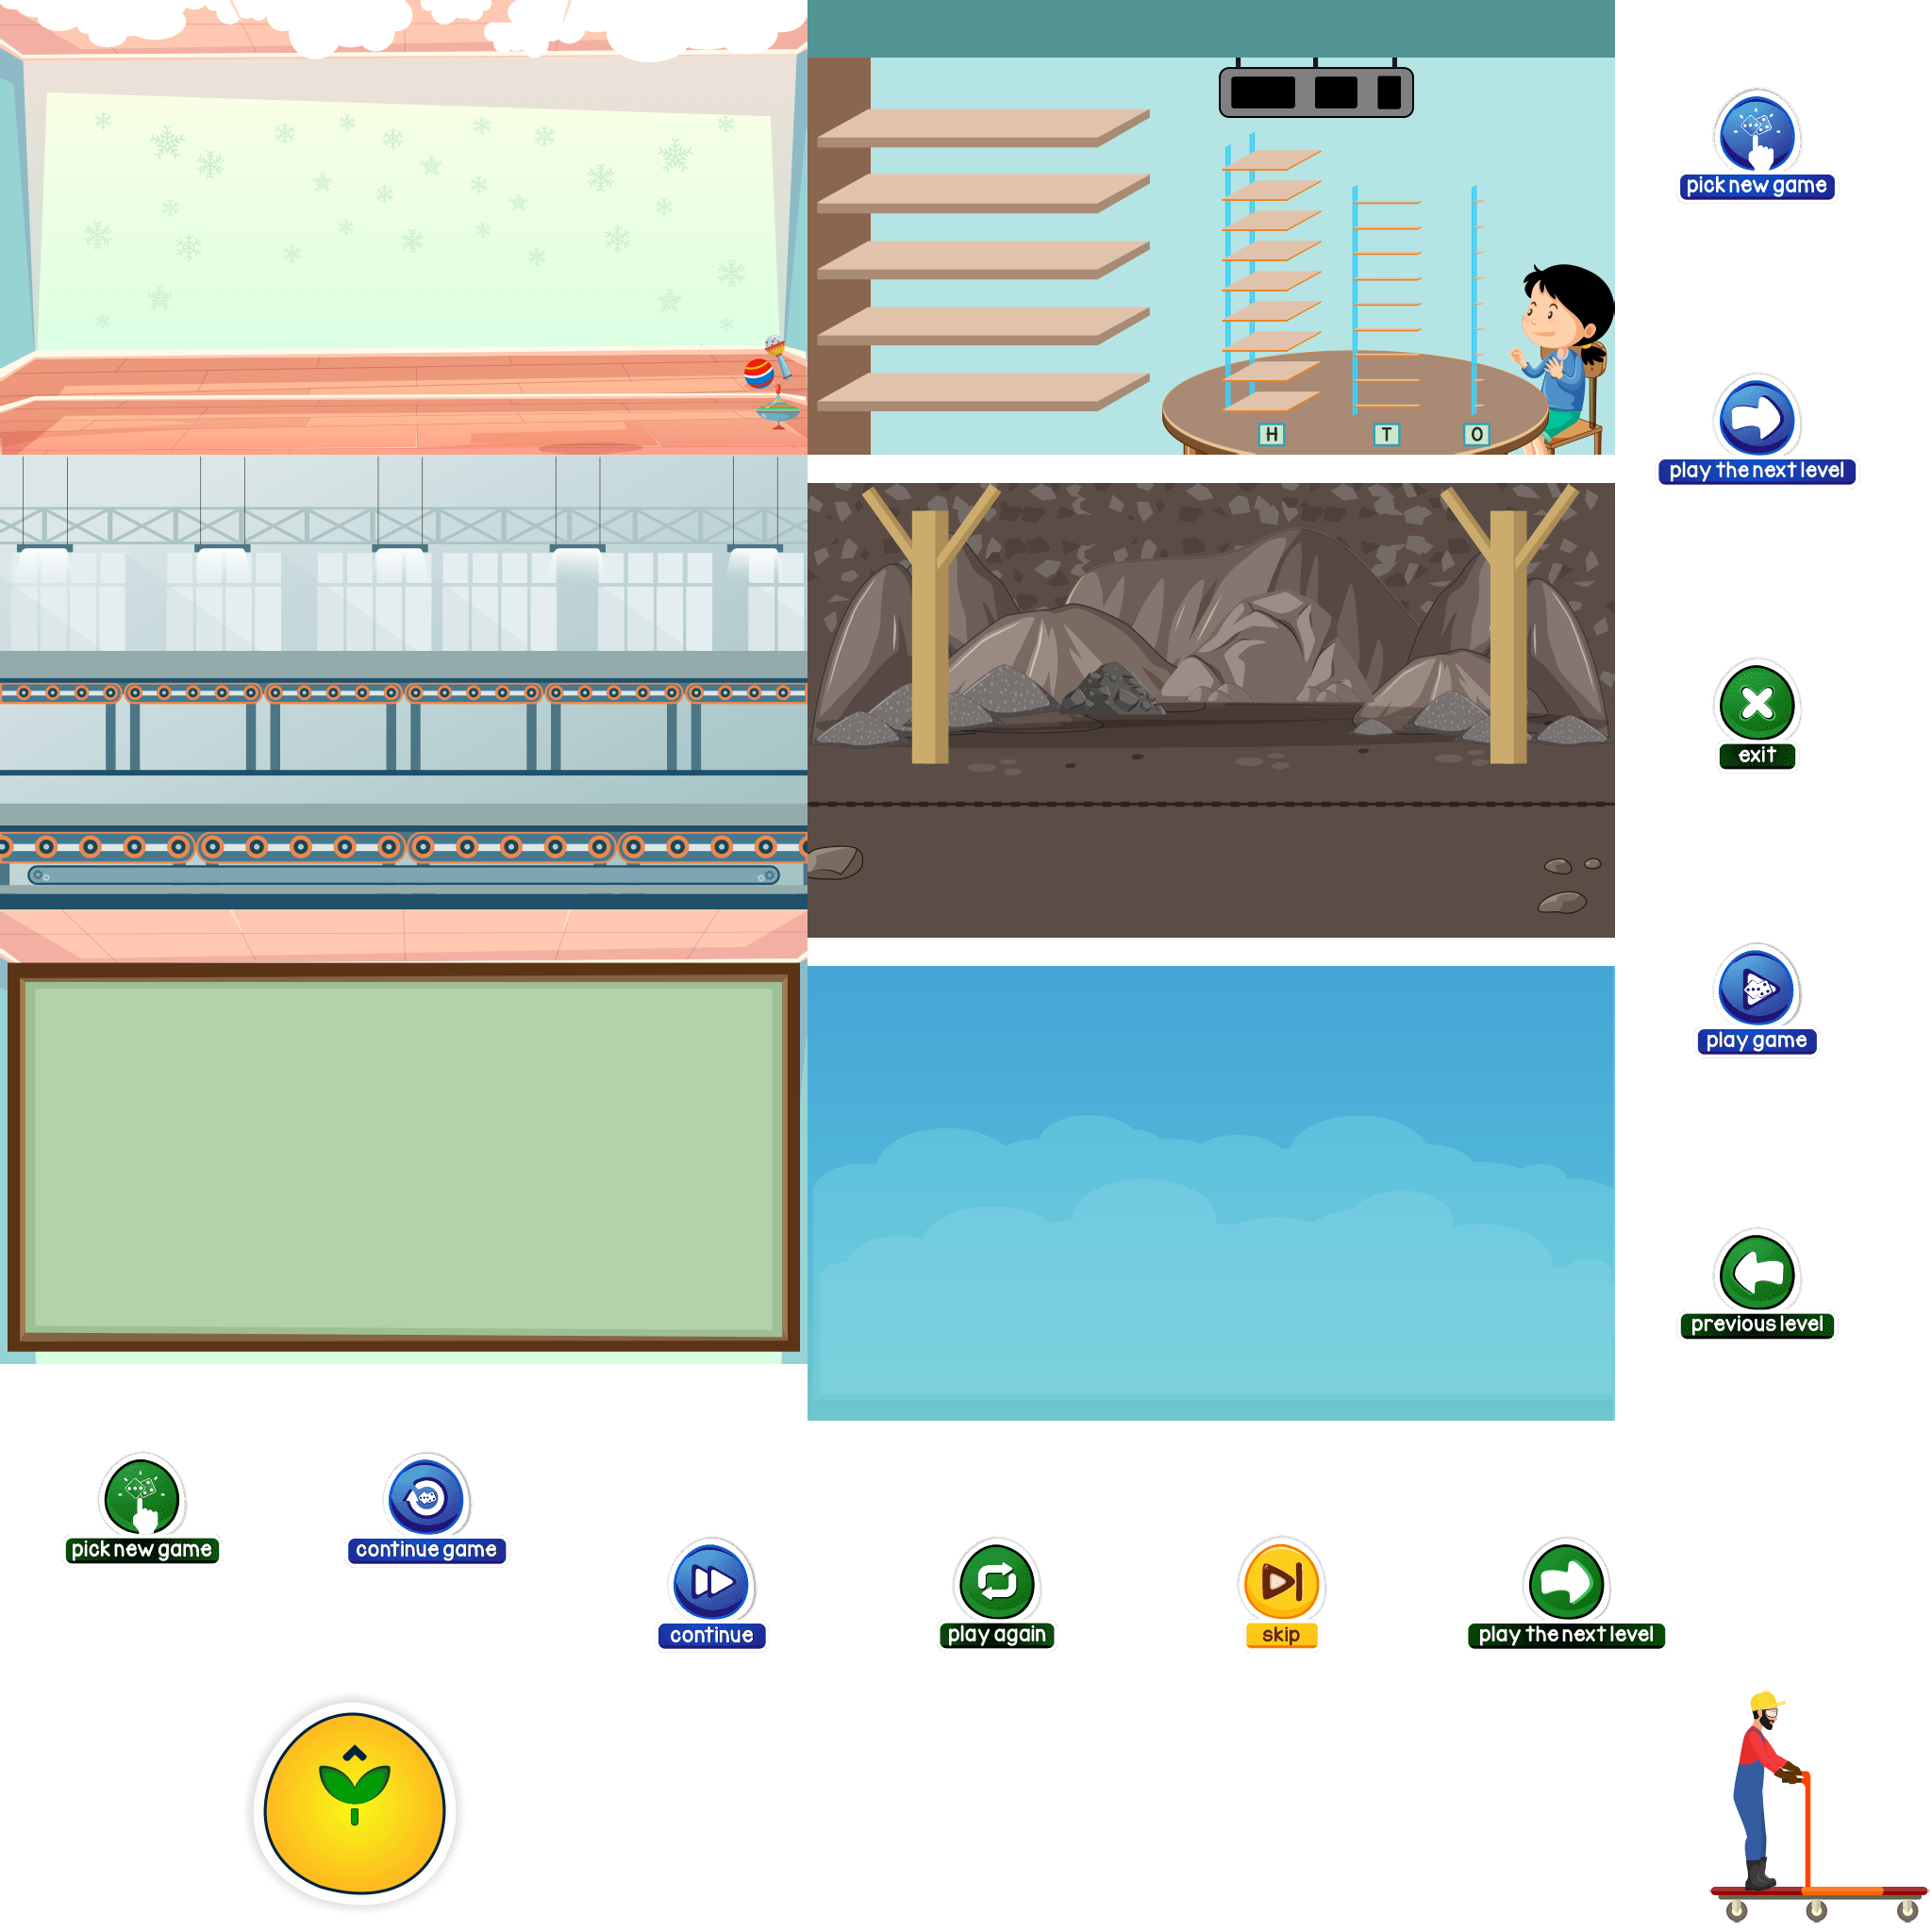 pick new game
H T O
play the next level
exit
play game
previous level
pick new game
continue game
continue
play again
skip
play the next level